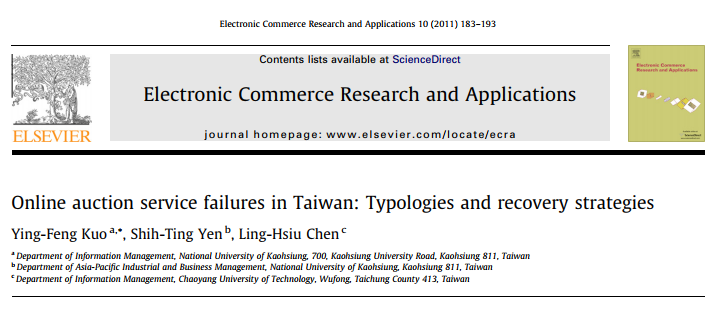 Electronic Commerce Research and Applications 10 (2011) 183–193
Contents lists available at ScienceDirect
Electronic Commerce Research and Applications
journal homepage: www.elsevier.com/locate/ecra
ELSEVIER
Electronic Commerce
Research and Applications
Online auction service failures in Taiwan: Typologies and recovery strategies
Ying-Feng Kuo a,*, Shih-Ting Yen b, Ling-Hsiu Chen c
a Department of Information Management, National University of Kaohsiung, 700, Kaohsiung University Road, Kaohsiung 811, Taiwan
b Department of Asia-Pacific Industrial and Business Management, National University of Kaohsiung, Kaohsiung 811, Taiwan
c Department of Information Management, Chaoyang University of Technology, Wufong, Taichung County 413, Taiwan